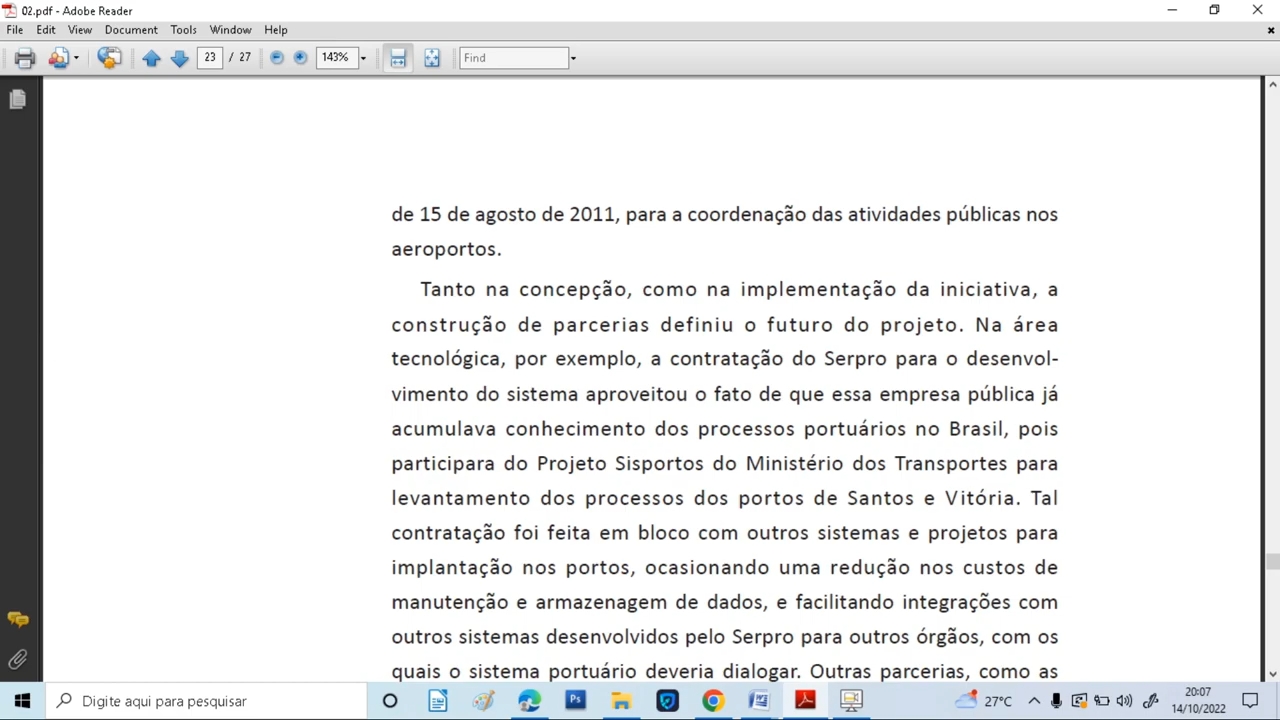 02.pdf - Adobe Reader
File Edit View Document Tools Window Help
23 / 27 143% Find
de 15 de agosto de 2011, para a coordenação das atividades públicas nos
aeroportos.
Tanto na concepção, como na implementação da iniciativa, a
construção de parcerias definiu o futuro do projeto. Na área
tecnológica, por exemplo, a contratação do Serpro para o desenvol-
vimento do sistema aproveitou o fato de que essa empresa pública já
acumulava conhecimento dos processos portuários no Brasil, pois
participara do Projeto Sisportos do Ministério dos Transportes para
levantamento dos processos dos portos de Santos e Vitória. Tal
contratação foi feita em bloco com outros sistemas e projetos para
implantação nos portos, ocasionando uma redução nos custos de
manutenção e armazenagem de dados, e facilitando integrações com
outros sistemas desenvolvidos pelo Serpro para outros órgãos, com os
quais o sistema portuário deveria dialogar. Outras parcerias, como as
Digite aqui para pesquisar
Ps
27°C
20:07
14/10/2022